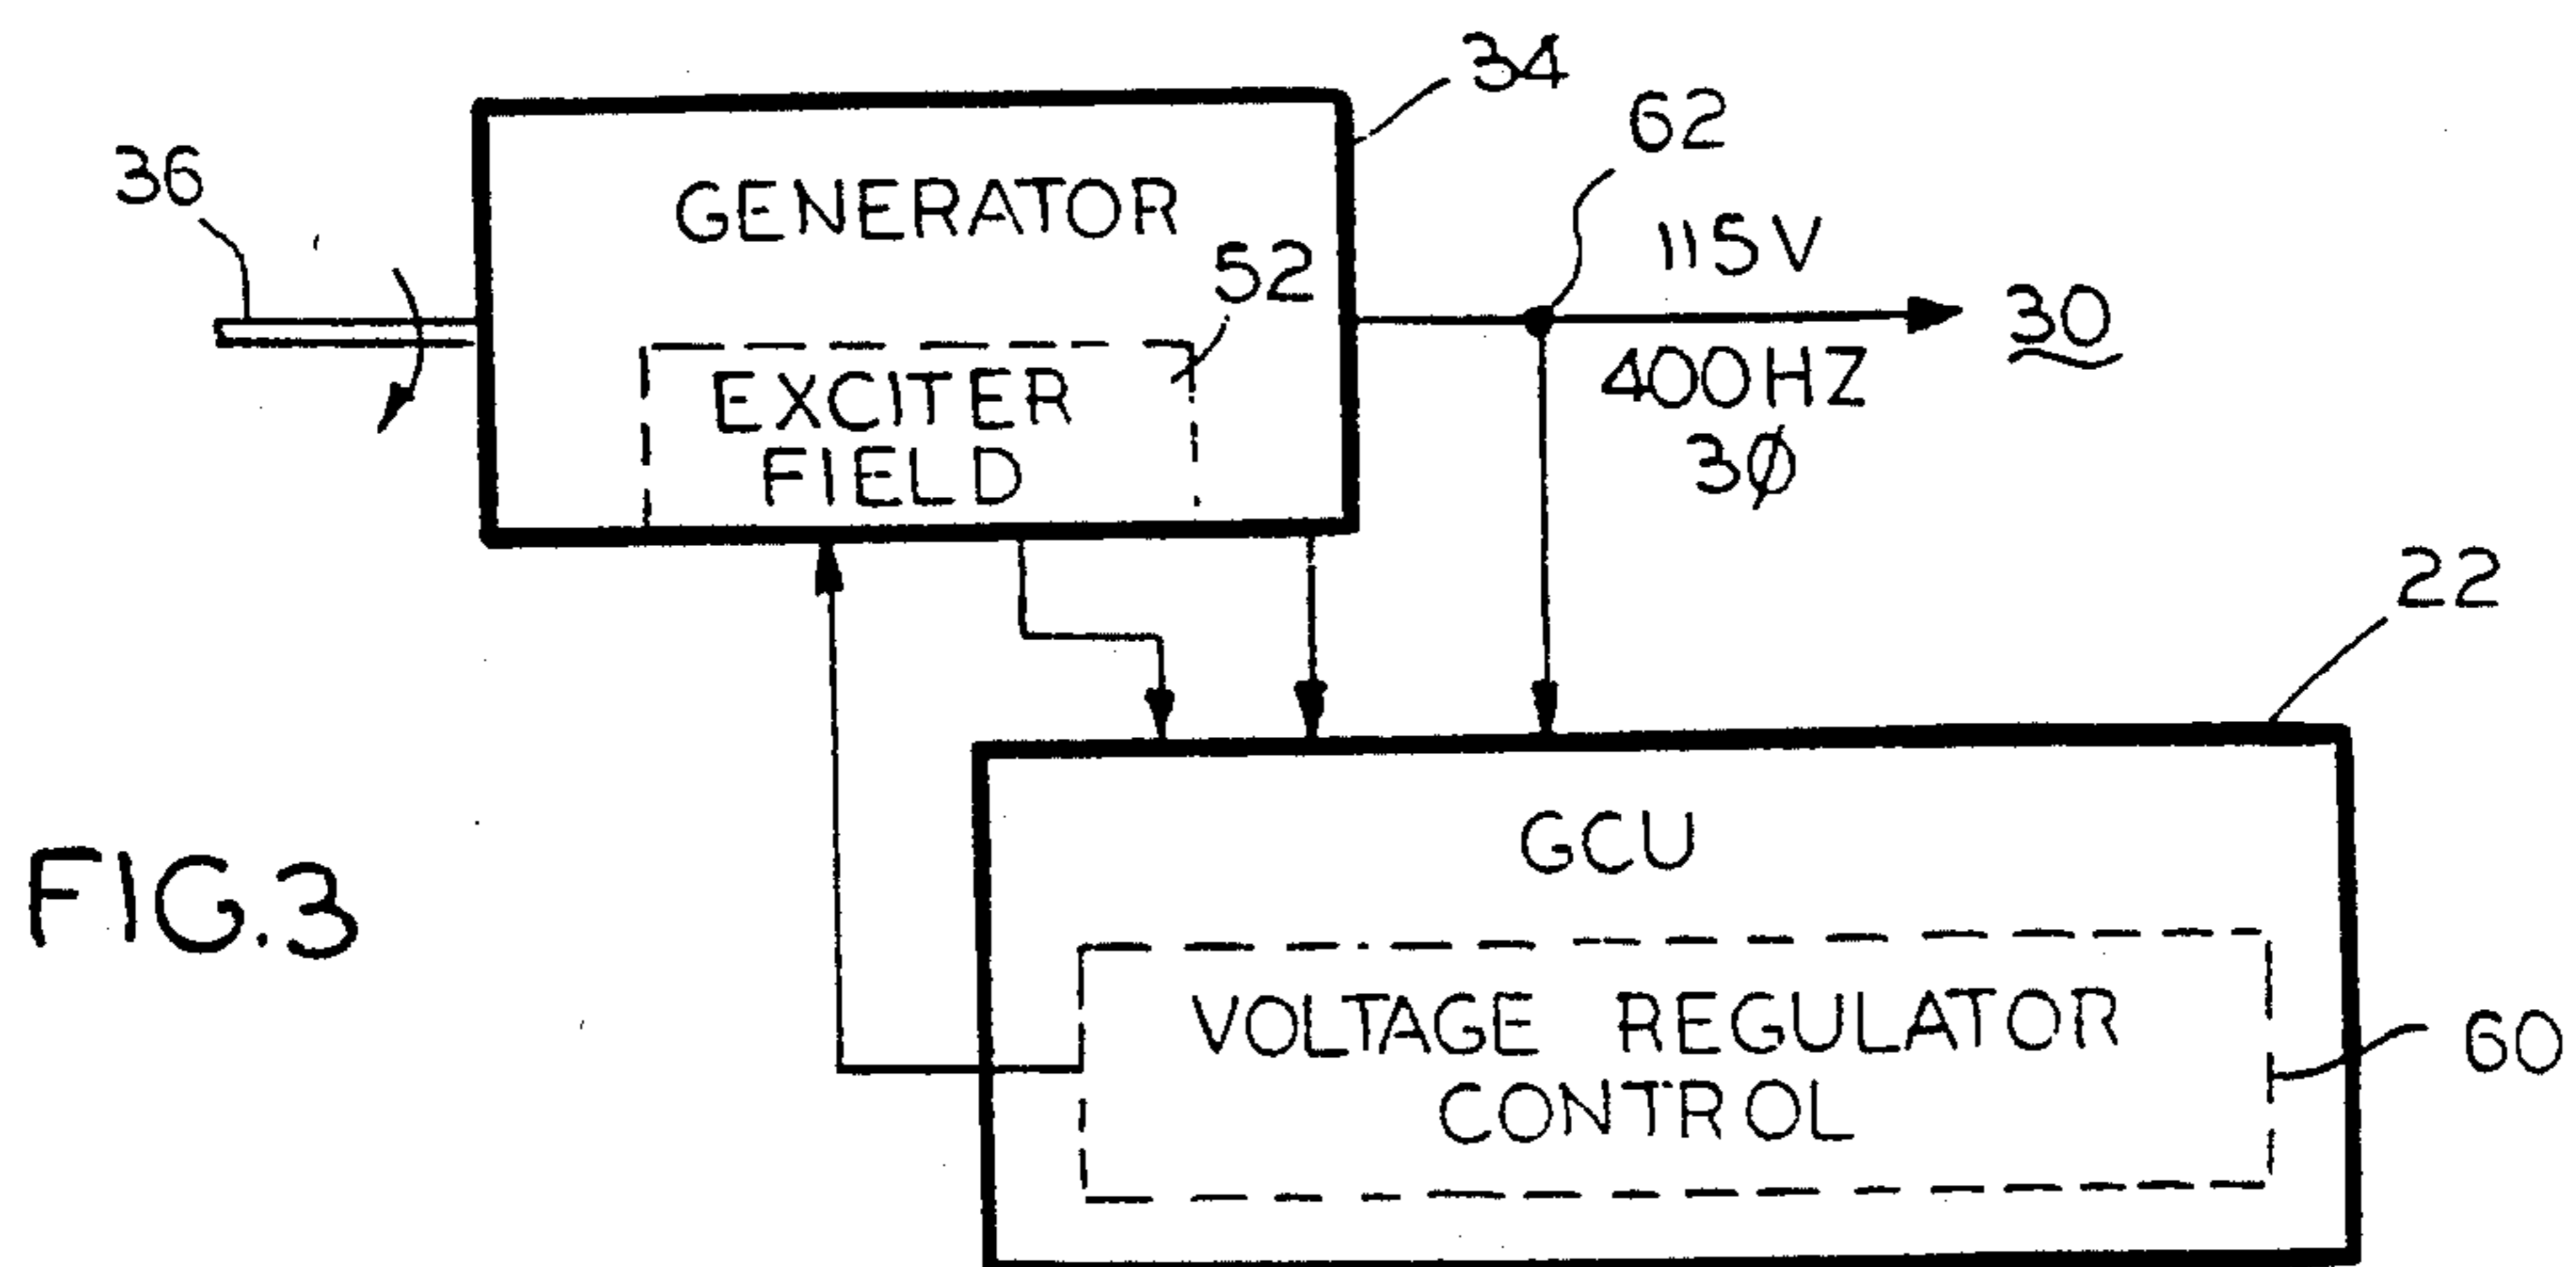 34
62
36
GENERATOR
52
115V
30
EXCITER
FIELD
400HZ
3Ø
22
GCU
FIG.3
VOLTAGE REGULATOR
CONTROL
60